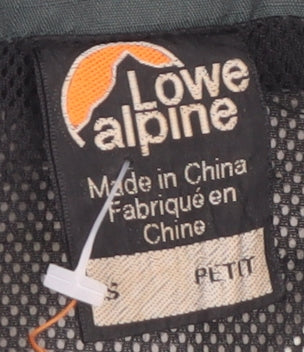 Lowe
alpine
Made in China
Fabriqué en
Chine
S PETIT